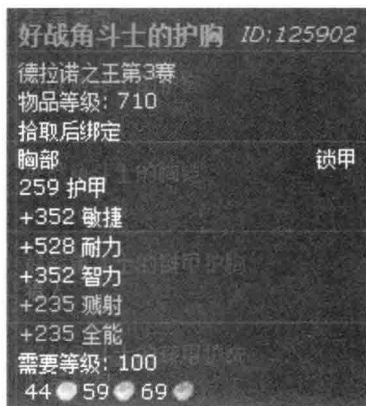 好战角斗士的护胸 ID:125902
德拉诺之王第3赛
物品等级: 710
拾取后绑定
胸部 锁甲
259 护甲
+352 敏捷
+528 耐力
+352 智力
+235 溅射
+235 全能
需要等级: 100
44 59 69